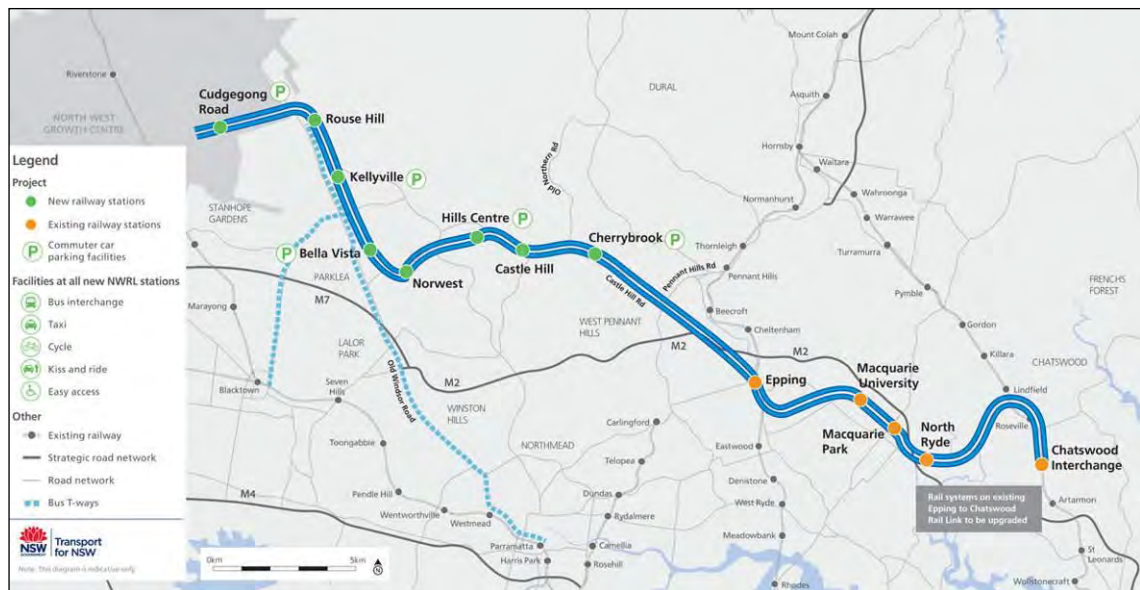 Riverstone
NORTH WEST
GROWTH CENTRE
Legend
Project
New railway stations
Existing railway stations
P
Commuter car
parking facilities
Facilities at all new NWRL stations
Bus interchange
Taxi
Cycle
Kiss and ride
Easy access
Other
Existing railway
Strategic road network
Road network
Bus T-ways
NSW
GOVERNMENT
Transport
for NSW
Note: This diagram is indicative only
0km
5km
N
Cudgegong
Road
P
Rouse Hill
Kellyville
P
STANHOPE
GARDENS
P
Bella Vista
PARKLEA
Norwest
Hills Centre
P
Castle Hill
Cherrybrook
P
Old Northern Rd
DURAL
Mount Colah
Asquith
Hornsby
Waitara
Normanhurst
Wahroonga
Warrawee
Thornleigh
Turramurra
Pennant Hills Rd
Pennant Hills
Castle Hill Rd
Pymble
FRENCHS
FOREST
Beecroft
Cheltenham
Gordon
WEST PENNANT
HILLS
M2
M2
Killara
CHATSWOOD
Lindfield
Roseville
Marayong
M7
LALOR
PARK
M2
Blacktown
Seven
Hills
Old Windsor Road
WINSTON
HILLS
Toongabbie
NORTHMEAD
Carlingford
Telopea
Epping
Macquarie
University
Macquarie
Park
North
Ryde
Chatswood
Interchange
Eastwood
Denistone
West Ryde
Meadowbank
Rhodes
Rail systems on existing
Epping to Chatswood
Rail Link to be upgraded
Artarmon
St
Leonards
Wollstonecraft
M4
Pendle Hill
Wentworthville
Westmead
Parramatta
Harris Park
Dundas
Rydalmere
Camellia
Rosehill